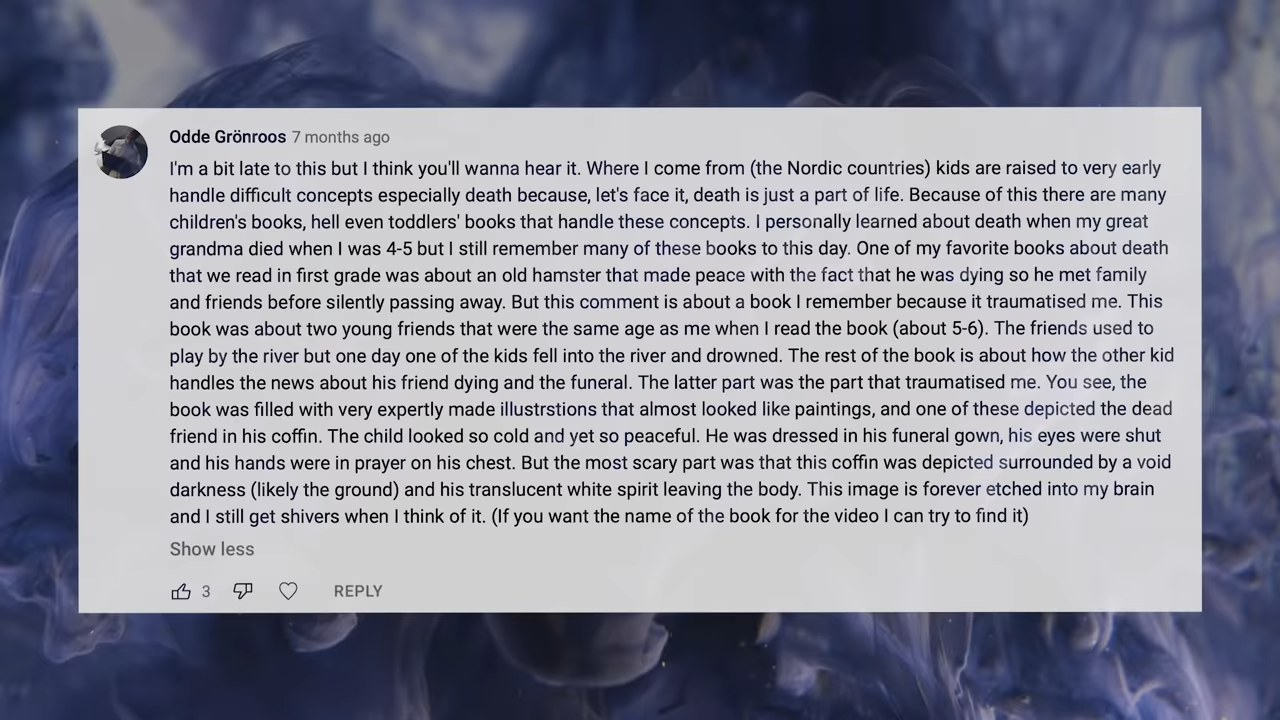 Odde Grönroos 7 months ago
I'm a bit late to this but I think you'll wanna hear it. Where I come from (the Nordic countries) kids are raised to very early
handle difficult concepts especially death because, let's face it, death is just a part of life. Because of this there are many
children's books, hell even toddlers' books that handle these concepts. I personally learned about death when my great
grandma died when I was 4-5 but I still remember many of these books to this day. One of my favorite books about death
that we read in first grade was about an old hamster that made peace with the fact that he was dying so he met family
and friends before silently passing away. But this comment is about a book I remember because it traumatised me. This
book was about two young friends that were the same age as me when I read the book (about 5-6). The friends used to
play by the river but one day one of the kids fell into the river and drowned. The rest of the book is about how the other kid
handles the news about his friend dying and the funeral. The latter part was the part that traumatised me. You see, the
book was filled with very expertly made illustrstions that almost looked like paintings, and one of these depicted the dead
friend in his coffin. The child looked so cold and yet so peaceful. He was dressed in his funeral gown, his eyes were shut
and his hands were in prayer on his chest. But the most scary part was that this coffin was depicted surrounded by a void
darkness (likely the ground) and his translucent white spirit leaving the body. This image is forever etched into my brain
and I still get shivers when I think of it. (If you want the name of the book for the video I can try to find it)
Show less
3 REPLY